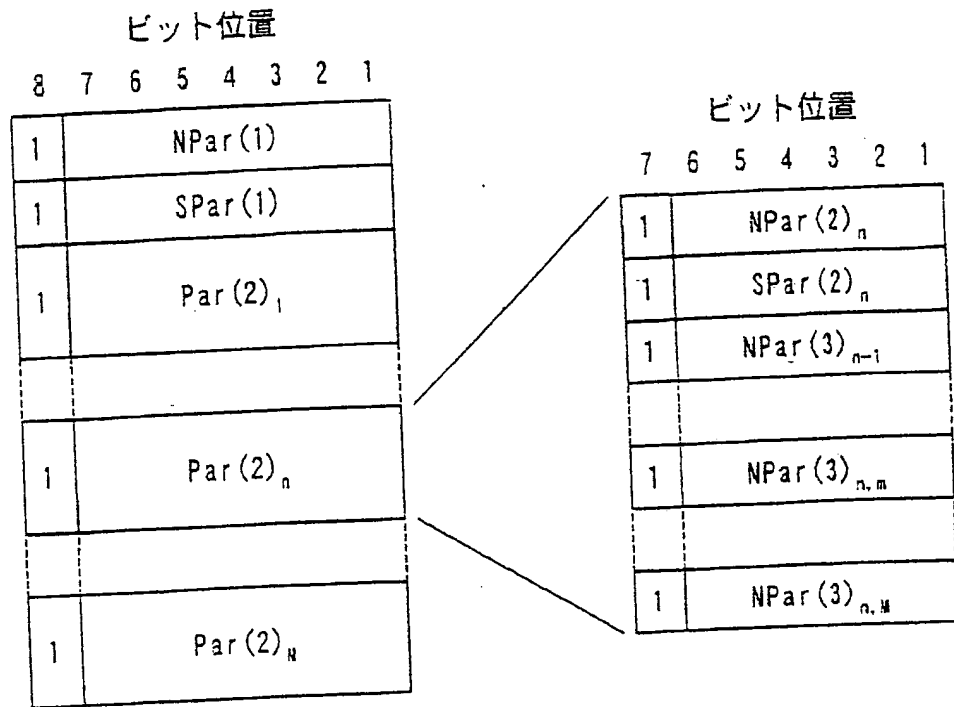 ビット位置
8 7 6 5 4 3 2 1
1 NPar(1)
1 SPar(1)
1 Par(2)₁
1 Par(2)ₙ
1 Par(2)N
ビット位置
7 6 5 4 3 2 1
1 NPar(2)n
1 SPar(2)n
1 NPar(3)n-1
1 NPar(3)n,m
1 NPar(3)n,M